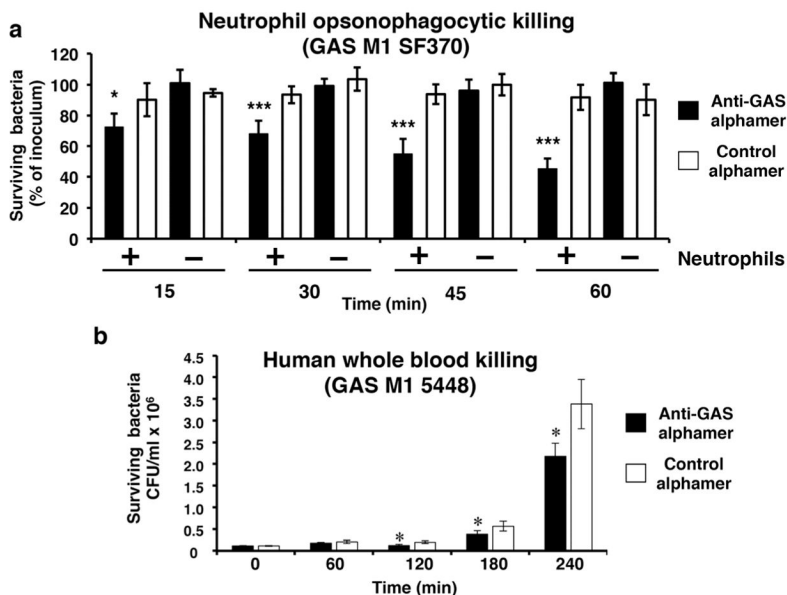 a
Neutrophil opsonophagocytic killing
(GAS M1 SF370)
Surviving bacteria
(% of inoculum)
120
100
80
60
40
20
0
*
***
***
***
Anti-GAS
alphamer
Control
alphamer
+ − + − + − + − Neutrophils
15 30 45 60
Time (min)
b
Human whole blood killing
(GAS M1 5448)
Surviving bacteria
CFU/ml x 10⁶
4.5
4.0
3.5
3.0
2.5
2.0
1.5
1.0
0.5
0
*
*
*
Anti-GAS
alphamer
Control
alphamer
0 60 120 180 240
Time (min)